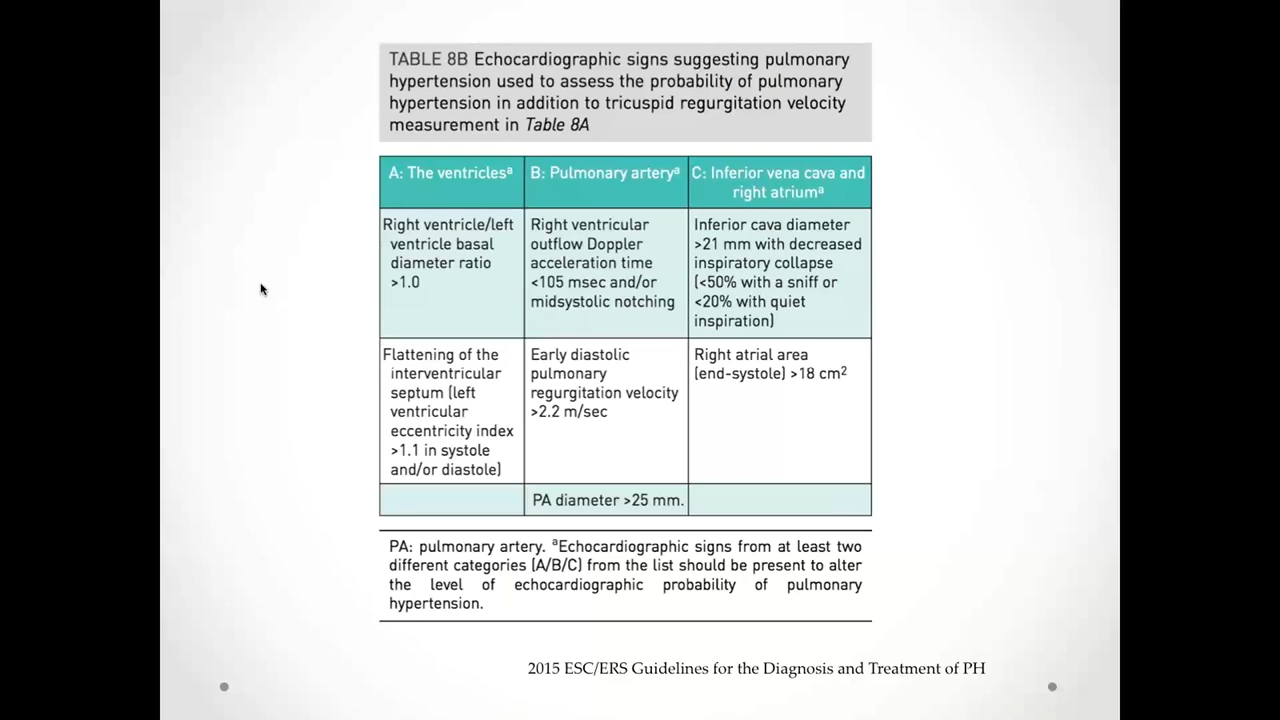 TABLE 8B Echocardiographic signs suggesting pulmonary
hypertension used to assess the probability of pulmonary
hypertension in addition to tricuspid regurgitation velocity
measurement in Table 8A
A: The ventriclesª
B: Pulmonary arteryª
C: Inferior vena cava and
right atriumª
Right ventricle/left
ventricle basal
diameter ratio
>1.0
Right ventricular
outflow Doppler
acceleration time
<105 msec and/or
midsystolic notching
Inferior cava diameter
>21 mm with decreased
inspiratory collapse
(<50% with a sniff or
<20% with quiet
inspiration)
Flattening of the
interventricular
septum (left
ventricular
eccentricity index
>1.1 in systole
and/or diastole)
Early diastolic
pulmonary
regurgitation velocity
>2.2 m/sec
Right atrial area
(end-systole) >18 cm²
PA diameter >25 mm.
PA: pulmonary artery. ªEchocardiographic signs from at least two
different categories (A/B/C) from the list should be present to alter
the level of echocardiographic probability of pulmonary
hypertension.
2015 ESC/ERS Guidelines for the Diagnosis and Treatment of PH